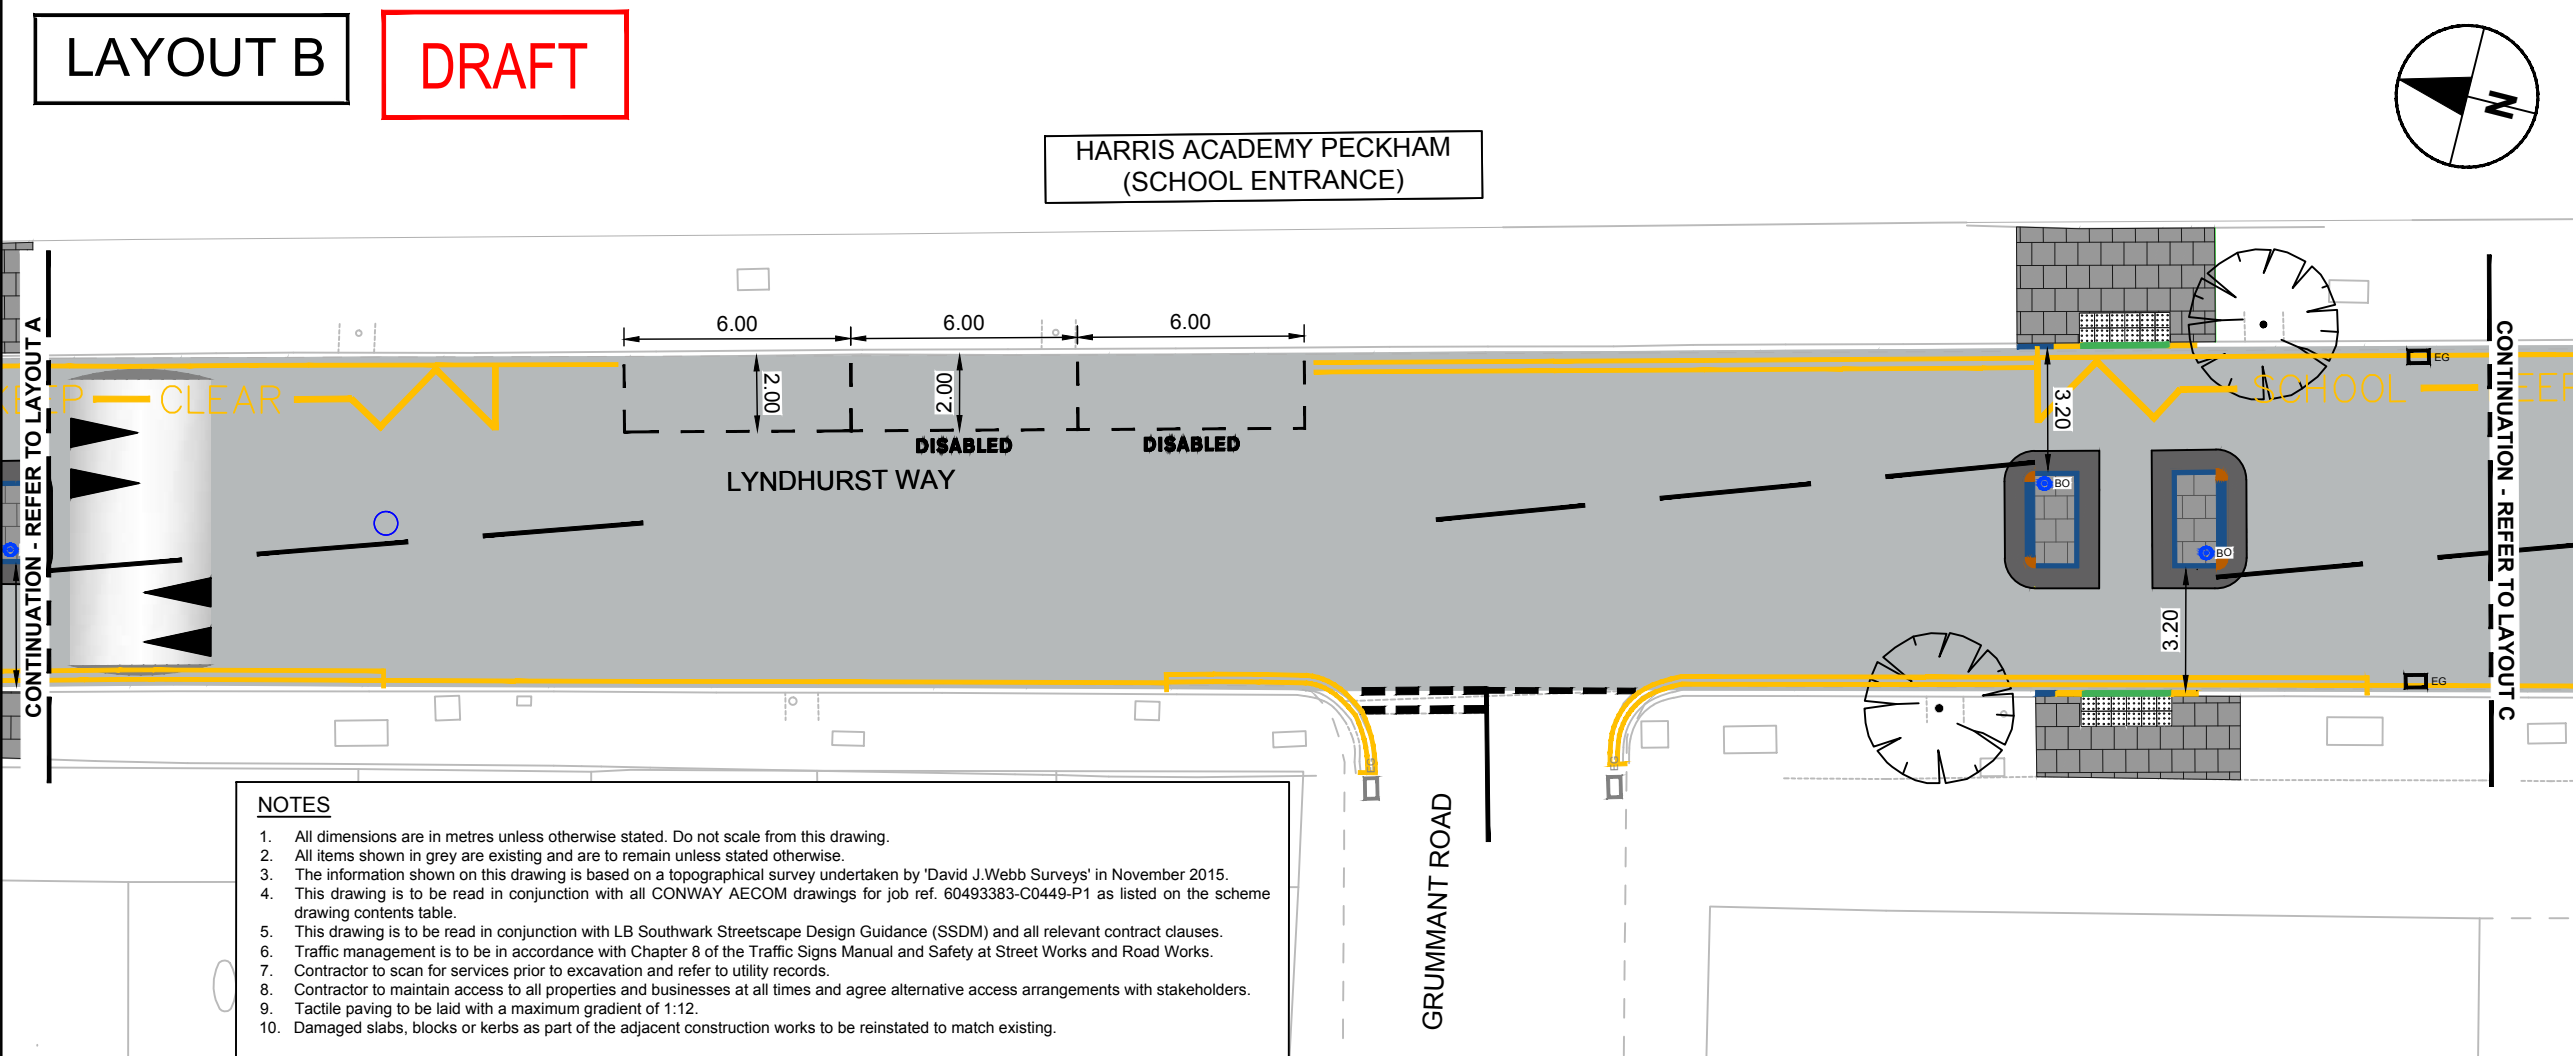 LAYOUT B
DRAFT
N
HARRIS ACADEMY PECKHAM
(SCHOOL ENTRANCE)
CONTINUATION - REFER TO LAYOUT A
CONTINUATION - REFER TO LAYOUT C
6.00
6.00
6.00
2.00
2.00
3.20
3.20
CLEAR
SCHOOL
DISABLED
DISABLED
LYNDHURST WAY
BO
BO
EG
EG
EG
EG
GRUMMANT ROAD
NOTES
1. All dimensions are in metres unless otherwise stated. Do not scale from this drawing.
2. All items shown in grey are existing and are to remain unless stated otherwise.
3. The information shown on this drawing is based on a topographical survey undertaken by 'David J.Webb Surveys' in November 2015.
4. This drawing is to be read in conjunction with all CONWAY AECOM drawings for job ref. 60493383-C0449-P1 as listed on the scheme
drawing contents table.
5. This drawing is to be read in conjunction with LB Southwark Streetscape Design Guidance (SSDM) and all relevant contract clauses.
6. Traffic management is to be in accordance with Chapter 8 of the Traffic Signs Manual and Safety at Street Works and Road Works.
7. Contractor to scan for services prior to excavation and refer to utility records.
8. Contractor to maintain access to all properties and businesses at all times and agree alternative access arrangements with stakeholders.
9. Tactile paving to be laid with a maximum gradient of 1:12.
10. Damaged slabs, blocks or kerbs as part of the adjacent construction works to be reinstated to match existing.